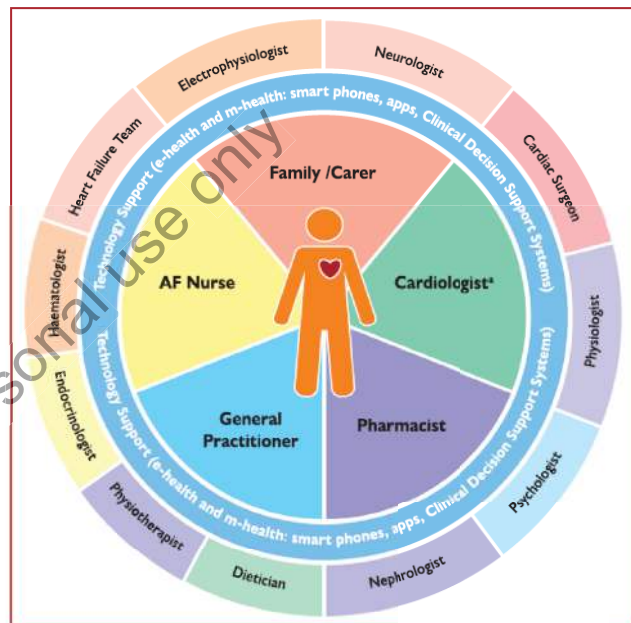 Electrophysiologist
Neurologist
Cardiac Surgeon
Physiologist
Psychologist
Nephrologist
Dietician
Physiotherapist
Endocrinologist
Haematologist
Heart Failure Team
Technology Support (e-health and m-health: smart phones, apps, Clinical Decision Support Systems)
Family /Carer
Cardiologistª
Pharmacist
General
Practitioner
AF Nurse
Technology Support (e-health and m-health: smart phones, apps, Clinical Decision Support Systems)
sonal use only